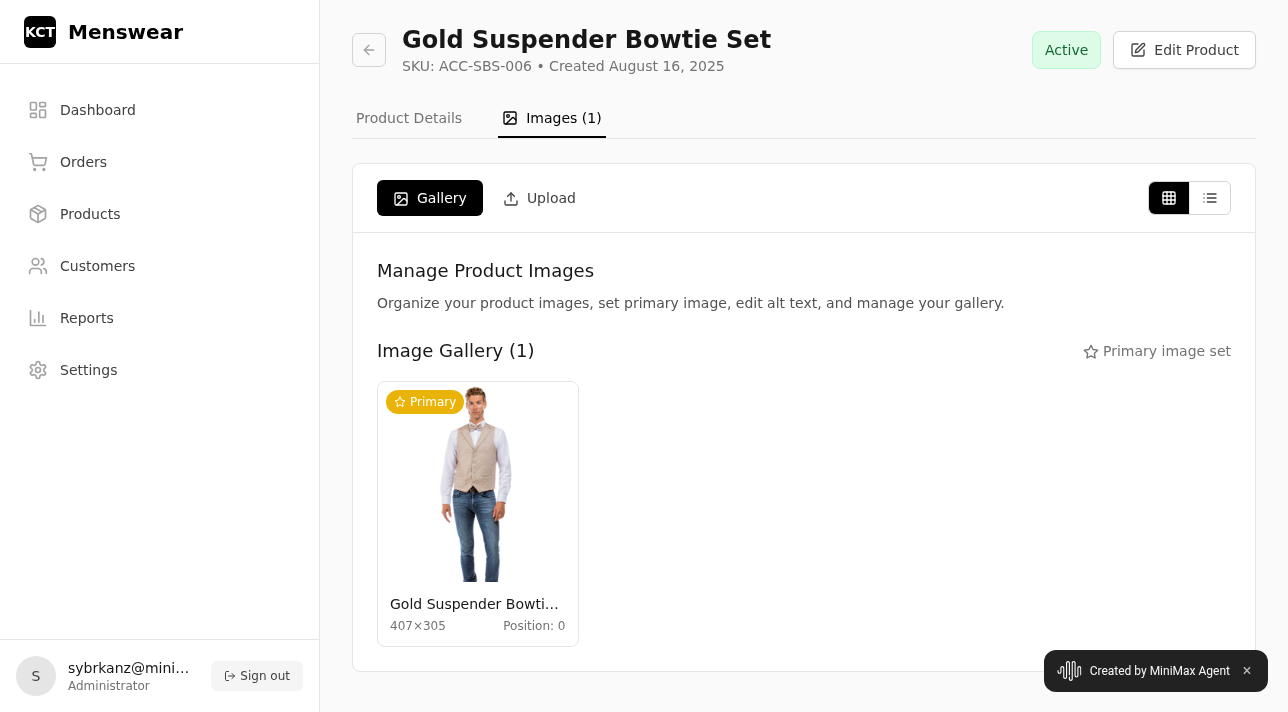 KCT Menswear
Dashboard
Orders
Products
Customers
Reports
Settings
S
sybrkanz@mini...
Administrator
Sign out
Gold Suspender Bowtie Set
SKU: ACC-SBS-006 • Created August 16, 2025
Active
Edit Product
Product Details
Images (1)
Gallery
Upload
Manage Product Images
Organize your product images, set primary image, edit alt text, and manage your gallery.
Image Gallery (1)
Primary image set
Primary
Gold Suspender Bowti...
407×305
Position: 0
Created by MiniMax Agent